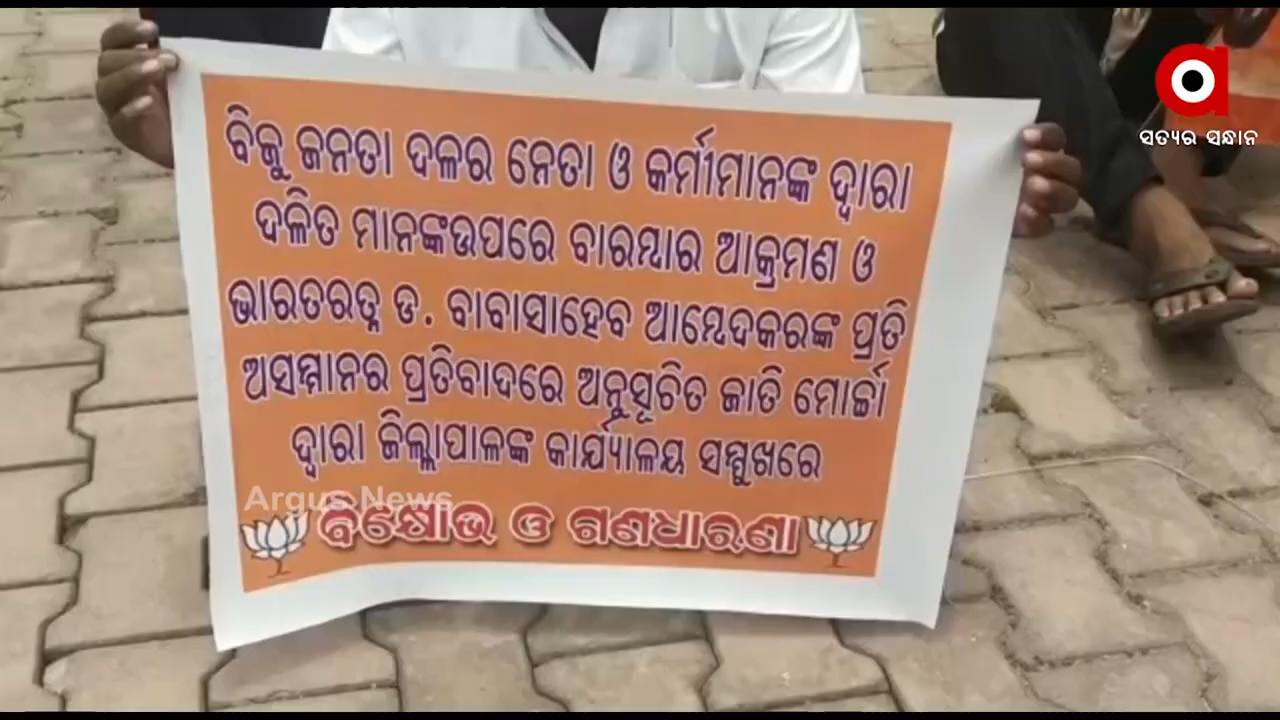 ସତ୍ୟର ସନ୍ଧାନ
ବିଜୁ ଜନତା ଦଳର ନେତା ଓ କର୍ମୀମାନଙ୍କ ଦ୍ୱାରା
ଦଳିତ ମାନଙ୍କଉପରେ ବାରମ୍ବାର ଆକ୍ରମଣ ଓ
ଭାରତରତ୍ନ ଡ. ବାବାସାହେବ ଆମ୍ବେଦକରଙ୍କ ପ୍ରତି
ଅସମ୍ମାନର ପ୍ରତିବାଦରେ ଅନୁସୂଚିତ ଜାତି ମୋର୍ଚ୍ଚା
ଦ୍ୱାରା ଜିଲ୍ଲାପାଳଙ୍କ କାର୍ଯ୍ୟାଳୟ ସମ୍ମୁଖରେ
Argus News
ବିକ୍ଷୋଭ ଓ ଗଣଧାରଣା